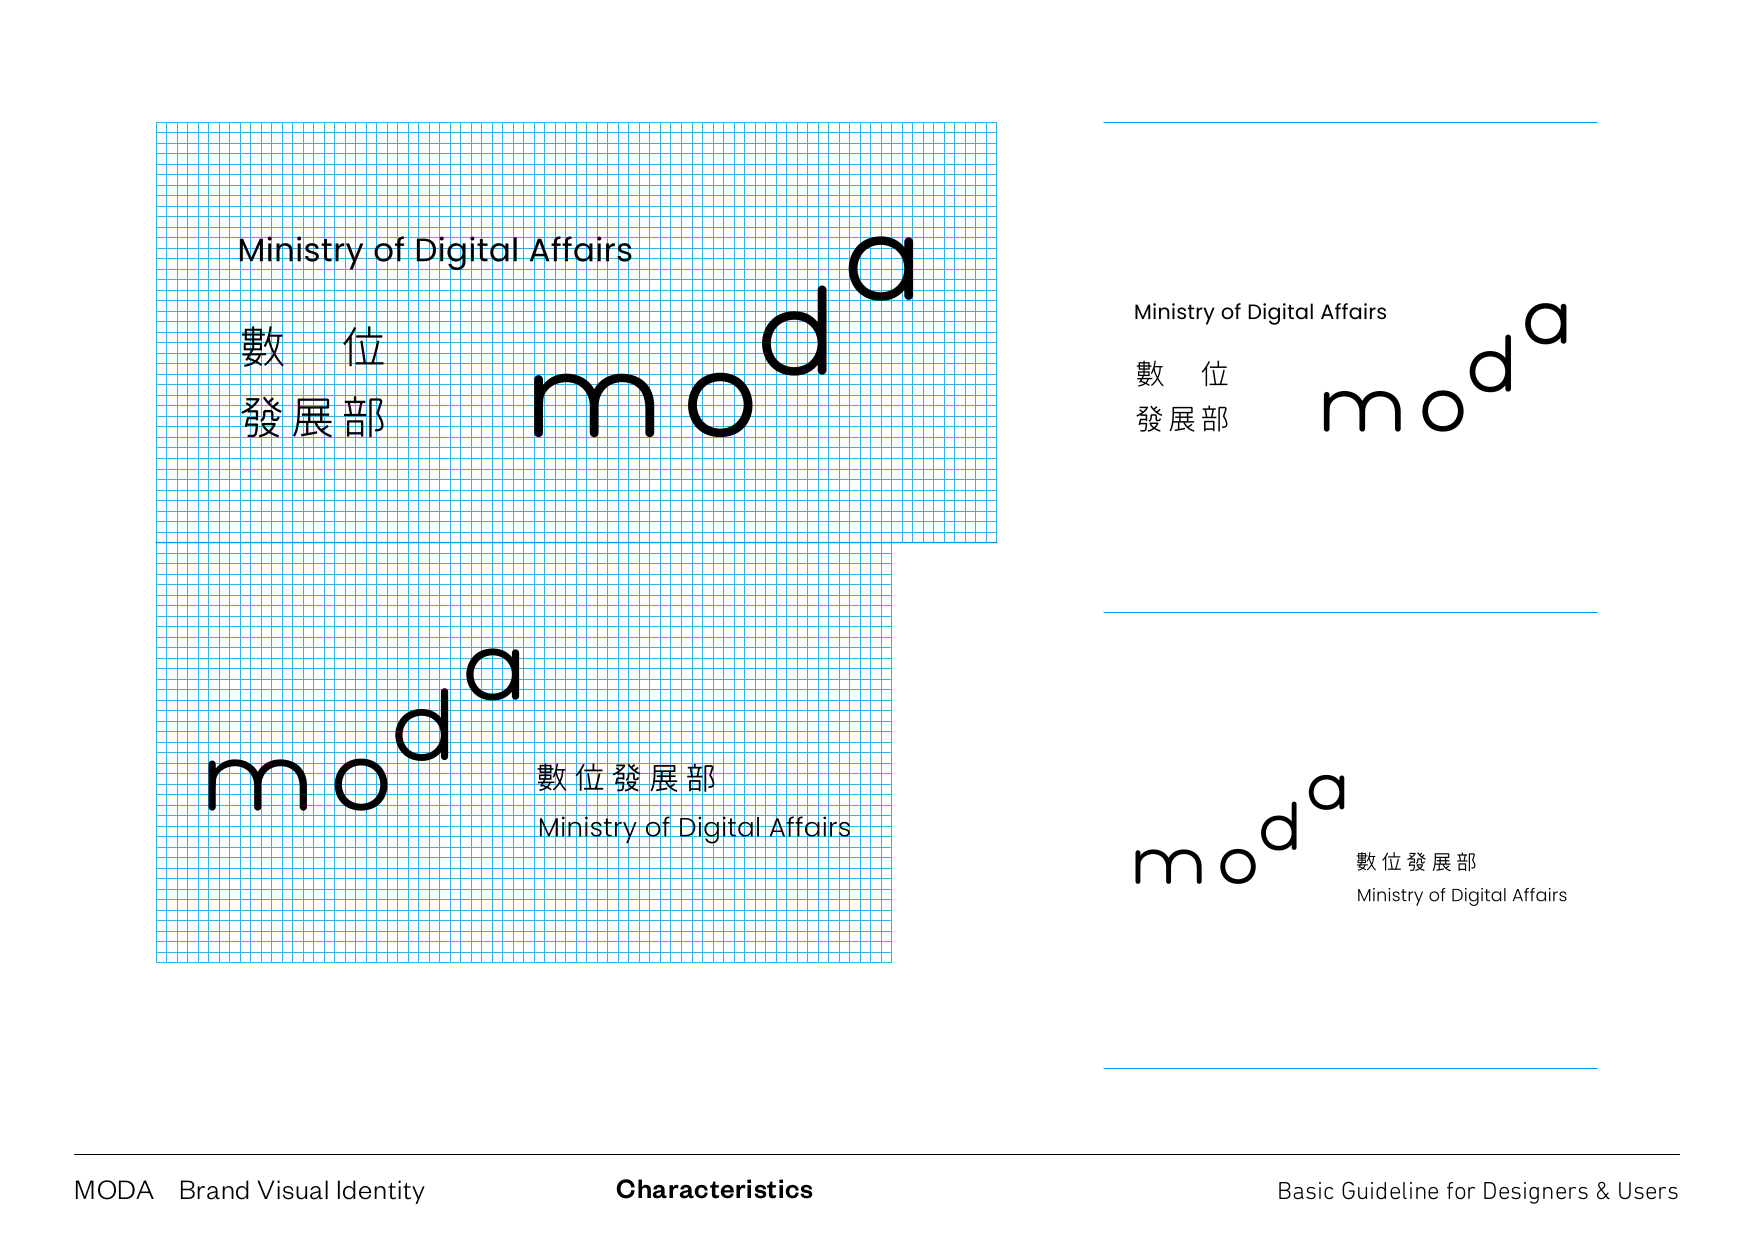 Ministry of Digital Affairs
數 位
發展部
moda
moda
數位發展部
Ministry of Digital Affairs
Ministry of Digital Affairs
數 位
發展部
moda
moda
數位發展部
Ministry of Digital Affairs
MODA Brand Visual Identity
Characteristics
Basic Guideline for Designers & Users